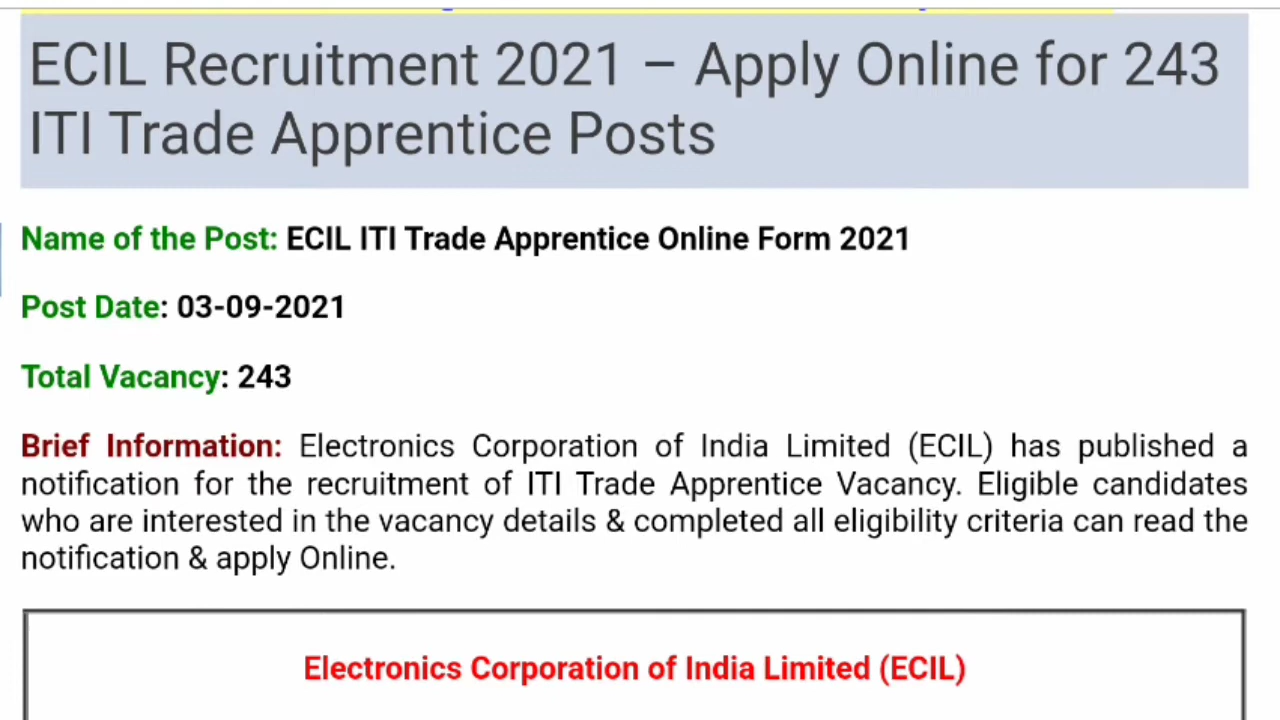 ECIL Recruitment 2021 – Apply Online for 243
ITI Trade Apprentice Posts
Name of the Post: ECIL ITI Trade Apprentice Online Form 2021
Post Date: 03-09-2021
Total Vacancy: 243
Brief Information: Electronics Corporation of India Limited (ECIL) has published a
notification for the recruitment of ITI Trade Apprentice Vacancy. Eligible candidates
who are interested in the vacancy details & completed all eligibility criteria can read the
notification & apply Online.
Electronics Corporation of India Limited (ECIL)